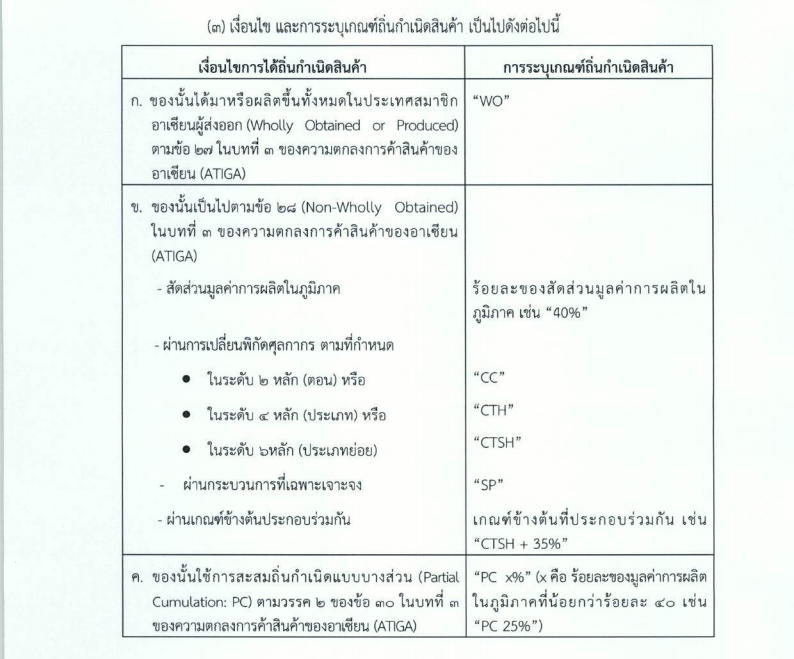 (๓) เงื่อนไข และการระบุเกณฑ์ถิ่นกำเนิดสินค้า เป็นไปดังต่อไปนี้
เงื่อนไขการได้ถิ่นกำเนิดสินค้า
การระบุเกณฑ์ถิ่นกำเนิดสินค้า
ก. ของนั้นได้มาหรือผลิตขึ้นทั้งหมดในประเทศสมาชิก
อาเซียนผู้ส่งออก (Wholly Obtained or Produced)
ตามข้อ ๒๗ ในบทที่ ๓ ของความตกลงการค้าสินค้าของ
อาเซียน (ATIGA)
“WO”
ข. ของนั้นเป็นไปตามข้อ ๒๘ (Non-Wholly Obtained)
ในบทที่ ๓ ของความตกลงการค้าสินค้าของอาเซียน
(ATIGA)
- สัดส่วนมูลค่าการผลิตในภูมิภาค
ร้อยละของสัดส่วนมูลค่าการผลิตใน
ภูมิภาค เช่น “40%”
- ผ่านการเปลี่ยนพิกัดศุลกากร ตามที่กำหนด
● ในระดับ ๒ หลัก (ตอน) หรือ
“CC”
● ในระดับ ๔ หลัก (ประเภท) หรือ
“CTH”
● ในระดับ ๖หลัก (ประเภทย่อย)
“CTSH”
- ผ่านกระบวนการที่เฉพาะเจาะจง
“SP”
- ผ่านเกณฑ์ข้างต้นประกอบร่วมกัน
เกณฑ์ข้างต้นที่ประกอบร่วมกัน เช่น
“CTSH + 35%”
ค. ของนั้นใช้การสะสมถิ่นกำเนิดแบบบางส่วน (Partial
Cumulation: PC) ตามวรรค ๒ ของข้อ ๓๐ ในบทที่ ๓
ของความตกลงการค้าสินค้าของอาเซียน (ATIGA)
“PC x%” (x คือ ร้อยละของมูลค่าการผลิต
ในภูมิภาคที่น้อยกว่าร้อยละ ๔๐ เช่น
“PC 25%”)